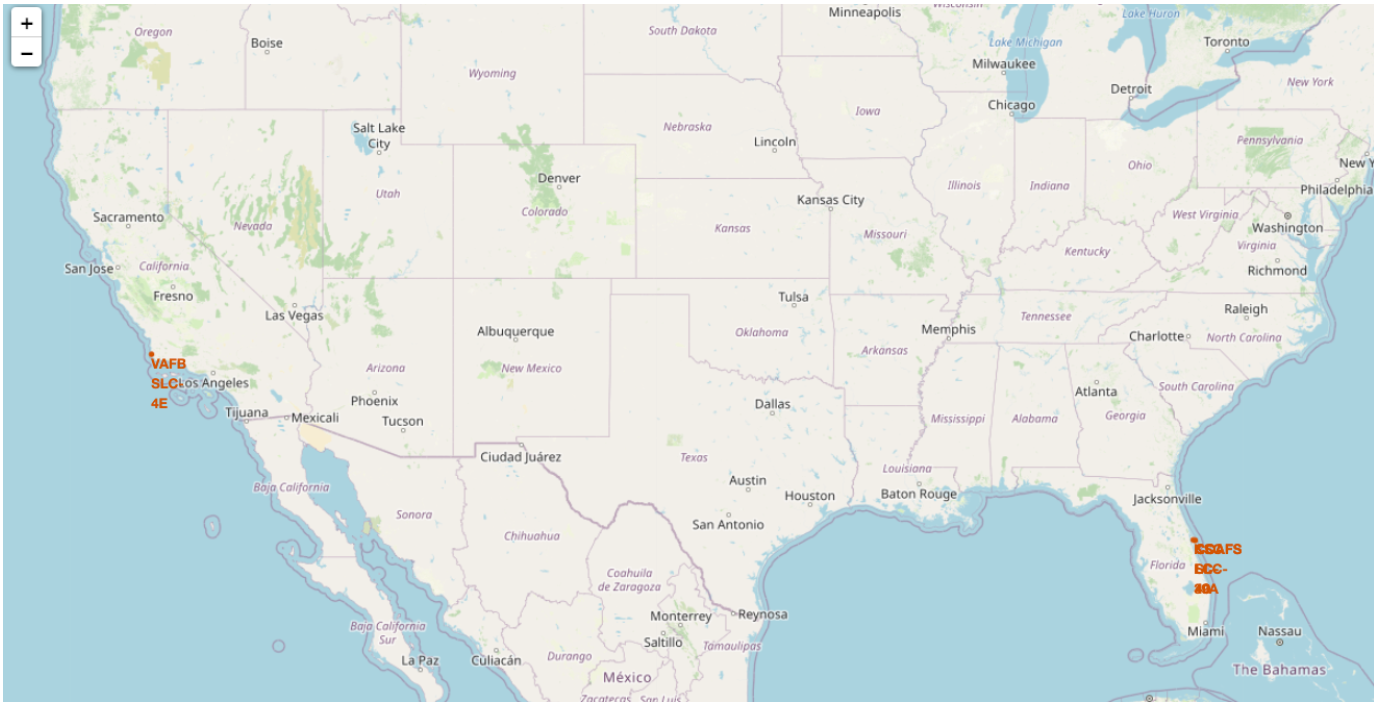 +
−
Oregon
Boise
South Dakota
Minneapolis
Wisconsin
Lake Huron
Toronto
Lake Michigan
Milwaukee
Wyoming
Detroit
New York
Chicago
Iowa
Nebraska
Salt Lake
City
Lincoln
Pennsylvania
New Y
Ohio
Denver
Utah
Illinois
Indiana
Philadelphia
Kansas City
Colorado
Sacramento
Nevada
Kansas
Missouri
West Virginia
Washington
Virginia
Kentucky
San Jose
California
Richmond
Fresno
Tulsa
Las Vegas
Raleigh
Tennessee
Albuquerque
Oklahoma
Memphis
Charlotte
North Carolina
Arkansas
VAFB
SLC-
4E
Los Angeles
Arizona
New Mexico
South Carolina
Atlanta
Phoenix
Dallas
Tijuana
Mexicali
Tucson
Mississippi
Alabama
Georgia
Ciudad Juárez
Texas
Louisiana
Baja California
Austin
Houston
Baton Rouge
Jacksonville
Sonora
San Antonio
Chihuahua
Florida
Coahuila
de Zaragoza
Monterrey
Reynosa
Baja California
Sur
Saltillo
Tamaulipas
Miami
Nassau
La Paz
Culiacán
Durango
The Bahamas
México
Zacatecas
San Luis